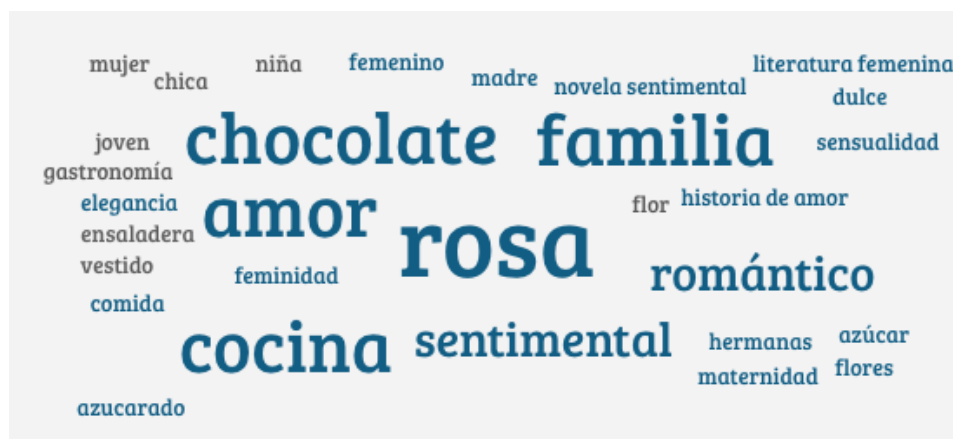 mujer niña femenino literatura femenina
chica madre novela sentimental dulce
chocolate familia
joven sensualidad
gastronomía
elegancia amor flor historia de amor
ensaladera rosa
vestido feminidad romántico
comida
cocina sentimental hermanas azúcar
maternidad flores
azucarado